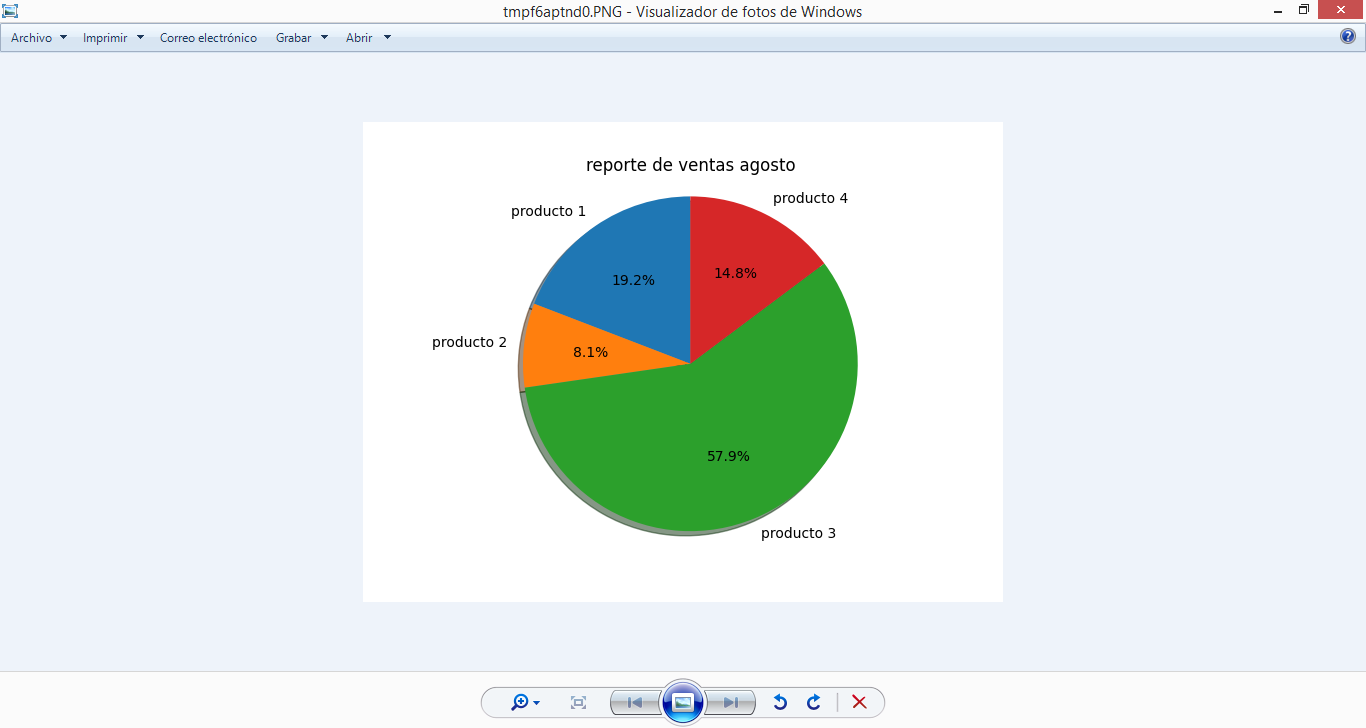 tmpf6aptnd0.PNG - Visualizador de fotos de Windows
Archivo Imprimir Correo electrónico Grabar Abrir
reporte de ventas agosto
producto 4
producto 1
14.8%
19.2%
producto 2
8.1%
57.9%
producto 3